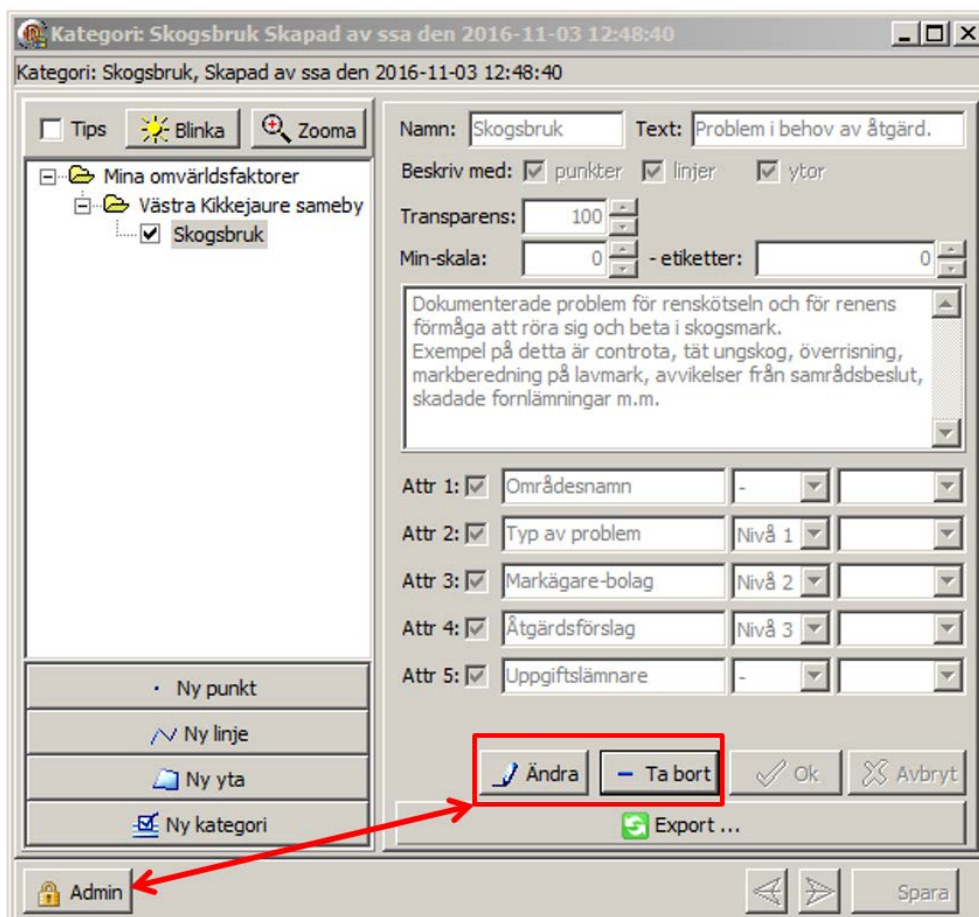 Kategori: Skogsbruk Skapad av ssa den 2016-11-03 12:48:40
Kategori: Skogsbruk, Skapad av ssa den 2016-11-03 12:48:40
Tips Blinka Zooma
Mina omvärldsfaktorer
Västra Kikkejaure sameby
Skogsbruk
Ny punkt
Ny linje
Ny yta
Ny kategori
Namn: Skogsbruk Text: Problem i behov av åtgärd.
Beskriv med: punkter linjer ytor
Transparens: 100
Min-skala: 0 - etiketter: 0
Dokumenterade problem för renskötseln och för renens
förmåga att röra sig och beta i skogsmark.
Exempel på detta är controta, tät ungskog, överrisning,
markberedning på lavmark, avvikelser från samrådsbeslut,
skadade fornlämningar m.m.
Attr 1: Områdesnamn -
Attr 2: Typ av problem Nivå 1
Attr 3: Markägare-bolag Nivå 2
Attr 4: Åtgärdsförslag Nivå 3
Attr 5: Uppgiftslämnare -
Ändra Ta bort Ok Avbryt
Export ...
Admin Spara